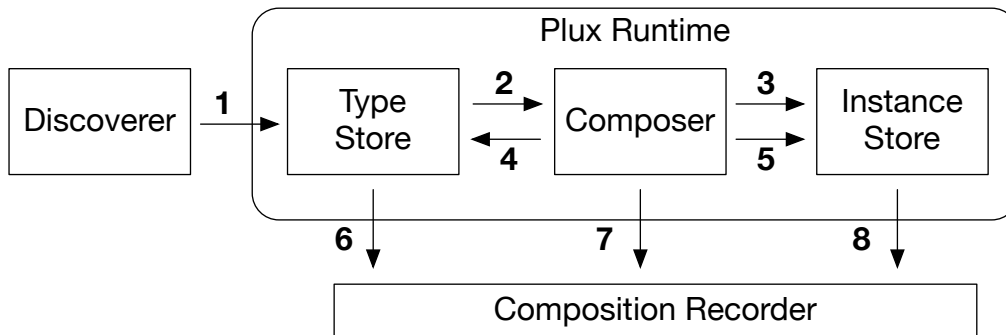 Plux Runtime
Discoverer
1
Type
Store
2
4
Composer
3
5
Instance
Store
6
7
8
Composition Recorder